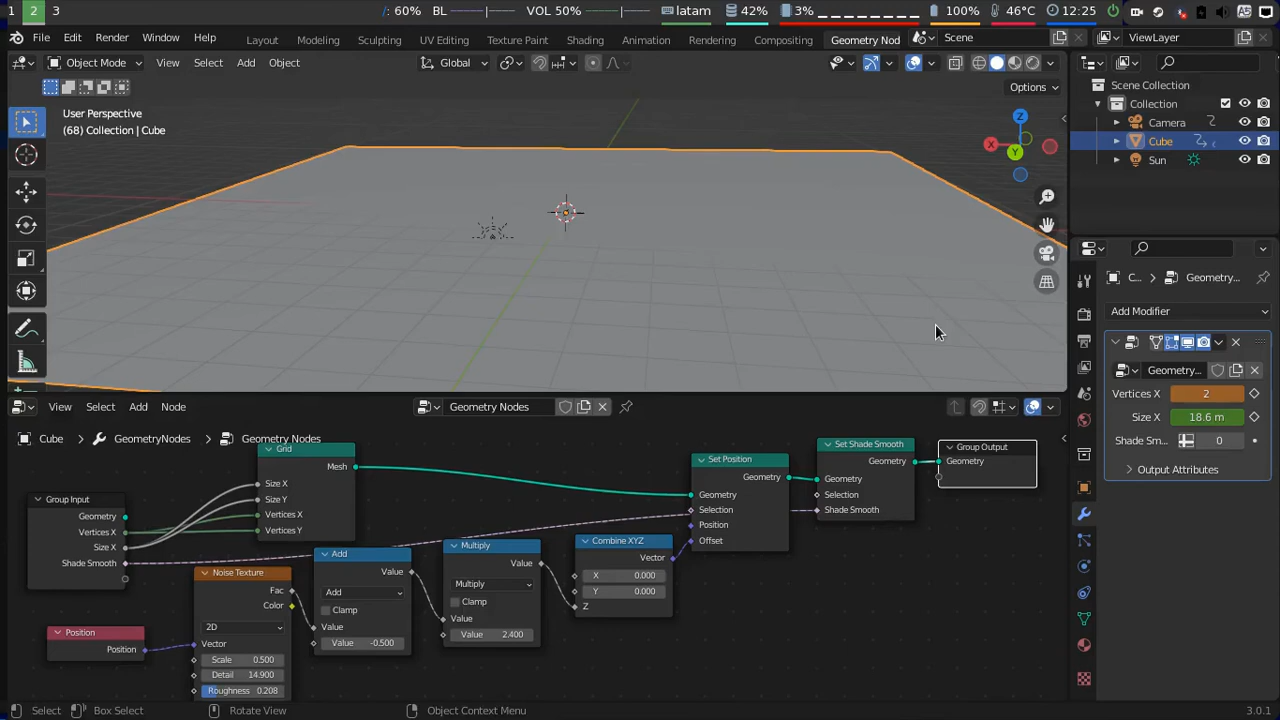 1 2 3 4 5 /: 60% BL VOL 50% latam 42% 3% 100% 46°C 12:25
File Edit Render Window Help Layout Modeling Sculpting UV Editing Texture Paint Shading Animation Rendering Compositing Geometry Nod Scene ViewLayer
Object Mode View Select Add Object Global
Options
User Perspective
(68) Collection | Cube
Z
X
Y
Scene Collection
Collection
Camera
Cube
Sun
C... Geometry...
Add Modifier
Geometry...
Vertices X 2
Size X 18.6 m
Shade Sm... 0
Output Attributes
View Select Add Node Geometry Nodes
Cube GeometryNodes Geometry Nodes
Group Input
Geometry
Vertices X
Size X
Shade Smooth
Grid
Mesh
Size X
Size Y
Vertices X
Vertices Y
Position
Position
Noise Texture
Fac
Color
2D
Vector
Scale 0.500
Detail 14.900
Roughness 0.208
Add
Value
Add
Clamp
Value
Value -0.500
Multiply
Value
Multiply
Clamp
Value
Value 2.400
Combine XYZ
Vector
X 0.000
Y 0.000
Z
Set Position
Geometry
Geometry
Selection
Position
Offset
Set Shade Smooth
Geometry
Geometry
Selection
Shade Smooth
Group Output
Geometry
Select Box Select Rotate View Object Context Menu 3.0.1